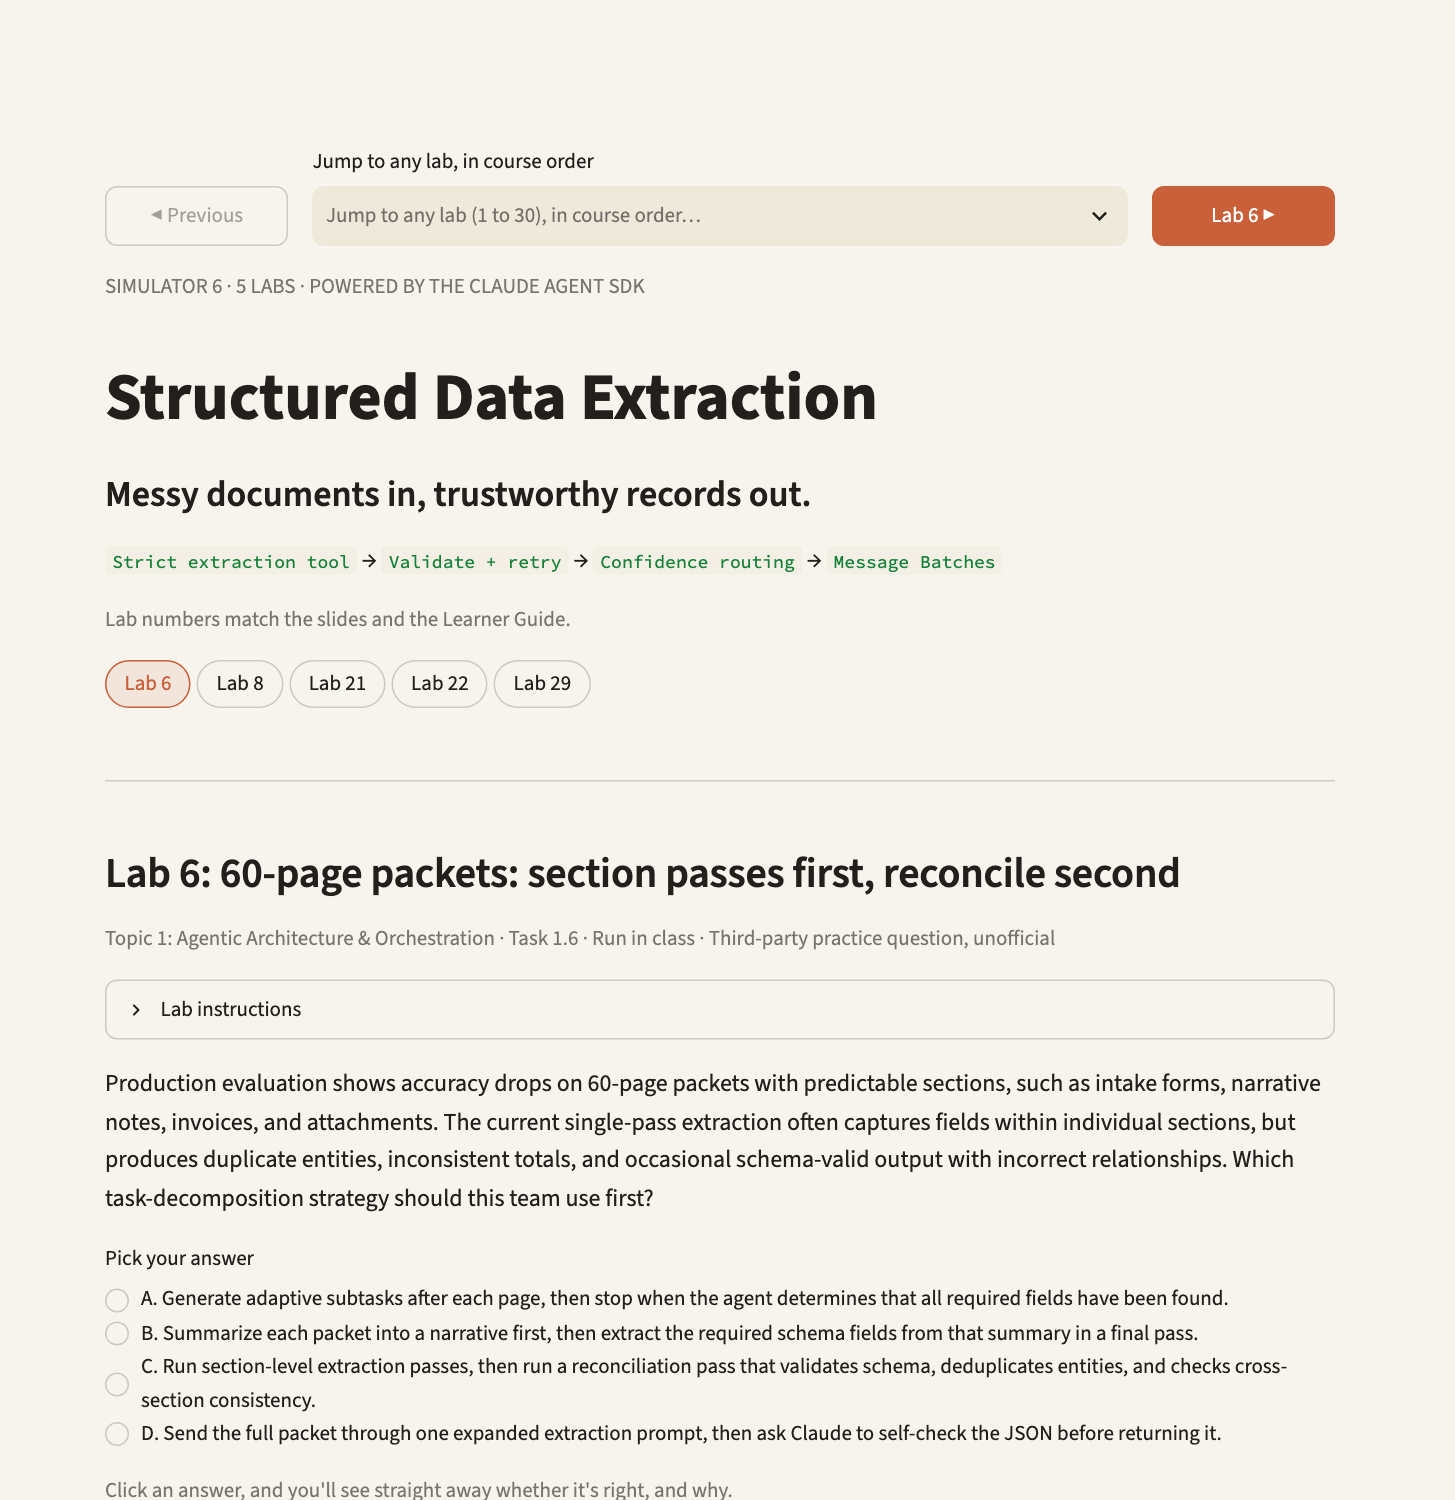 Jump to any lab, in course order
◄ Previous
Jump to any lab (1 to 30), in course order…
Lab 6 ►
SIMULATOR 6 · 5 LABS · POWERED BY THE CLAUDE AGENT SDK
Structured Data Extraction
Messy documents in, trustworthy records out.
Strict extraction tool → Validate + retry → Confidence routing → Message Batches
Lab numbers match the slides and the Learner Guide.
Lab 6
Lab 8
Lab 21
Lab 22
Lab 29
Lab 6: 60-page packets: section passes first, reconcile second
Topic 1: Agentic Architecture & Orchestration · Task 1.6 · Run in class · Third-party practice question, unofficial
Lab instructions
Production evaluation shows accuracy drops on 60-page packets with predictable sections, such as intake forms, narrative
notes, invoices, and attachments. The current single-pass extraction often captures fields within individual sections, but
produces duplicate entities, inconsistent totals, and occasional schema-valid output with incorrect relationships. Which
task-decomposition strategy should this team use first?
Pick your answer
A. Generate adaptive subtasks after each page, then stop when the agent determines that all required fields have been found.
B. Summarize each packet into a narrative first, then extract the required schema fields from that summary in a final pass.
C. Run section-level extraction passes, then run a reconciliation pass that validates schema, deduplicates entities, and checks cross-
section consistency.
D. Send the full packet through one expanded extraction prompt, then ask Claude to self-check the JSON before returning it.
Click an answer, and you'll see straight away whether it's right, and why.